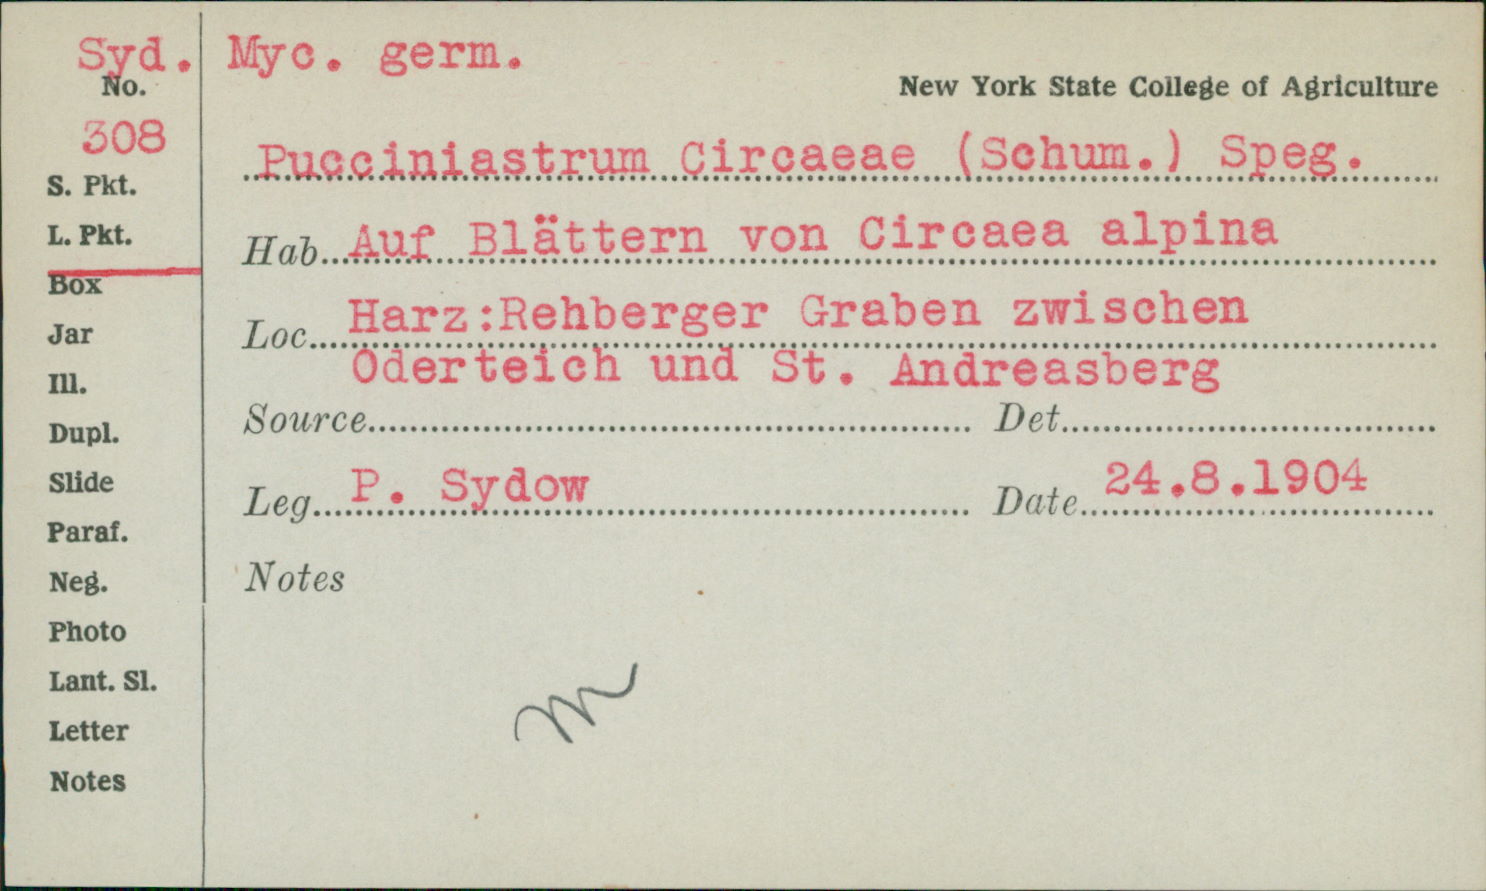 Syd. Myc. germ.
No.
New York State College of Agriculture
308
Pucciniastrum Circaeae (Schum.) Speg.
S. Pkt.
L. Pkt.
Hab. Auf Blättern von Circaea alpina
Box
Loc. Harz:Rehberger Graben zwischen
Oderteich und St. Andreasberg
Jar
Ill.
Source Det.
Dupl.
Slide
Leg. P. Sydow Date 24.8.1904
Paraf.
Neg.
Notes
Photo
Lant. Sl.
m
Letter
Notes